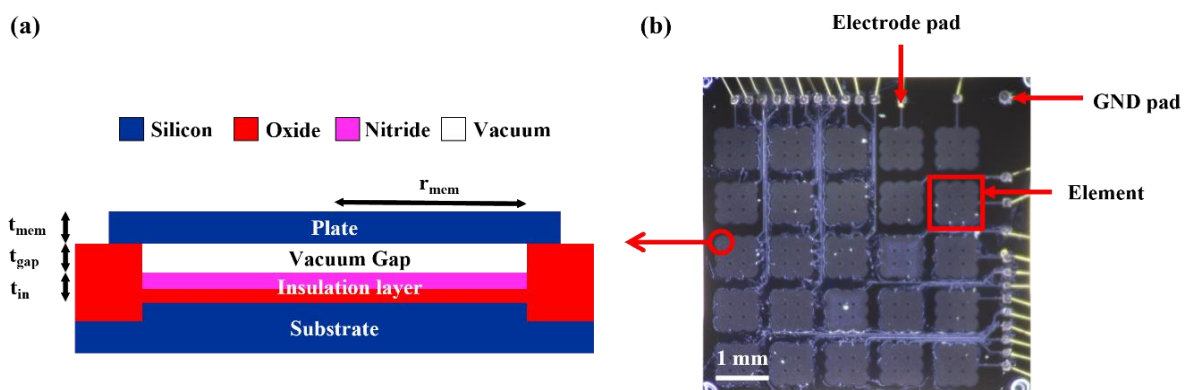 (a)
(b)
Electrode pad
GND pad
Silicon
Oxide
Nitride
Vacuum
r_mem
Element
t_mem
Plate
t_gap
Vacuum Gap
t_in
Insulation layer
Substrate
1 mm